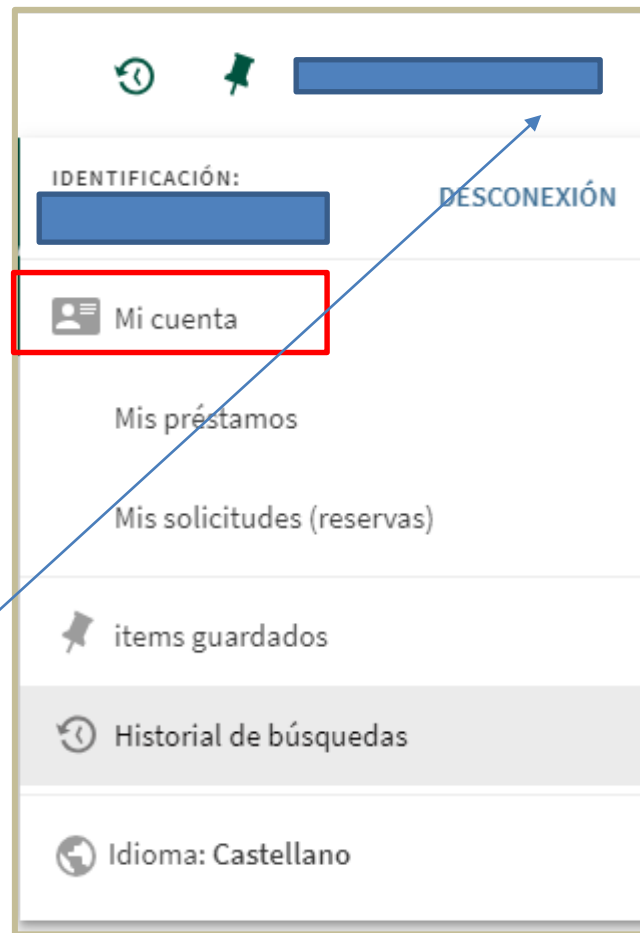 IDENTIFICACIÓN:
DESCONEXIÓN
Mi cuenta
Mis préstamos
Mis solicitudes (reservas)
items guardados
Historial de búsquedas
Idioma: Castellano